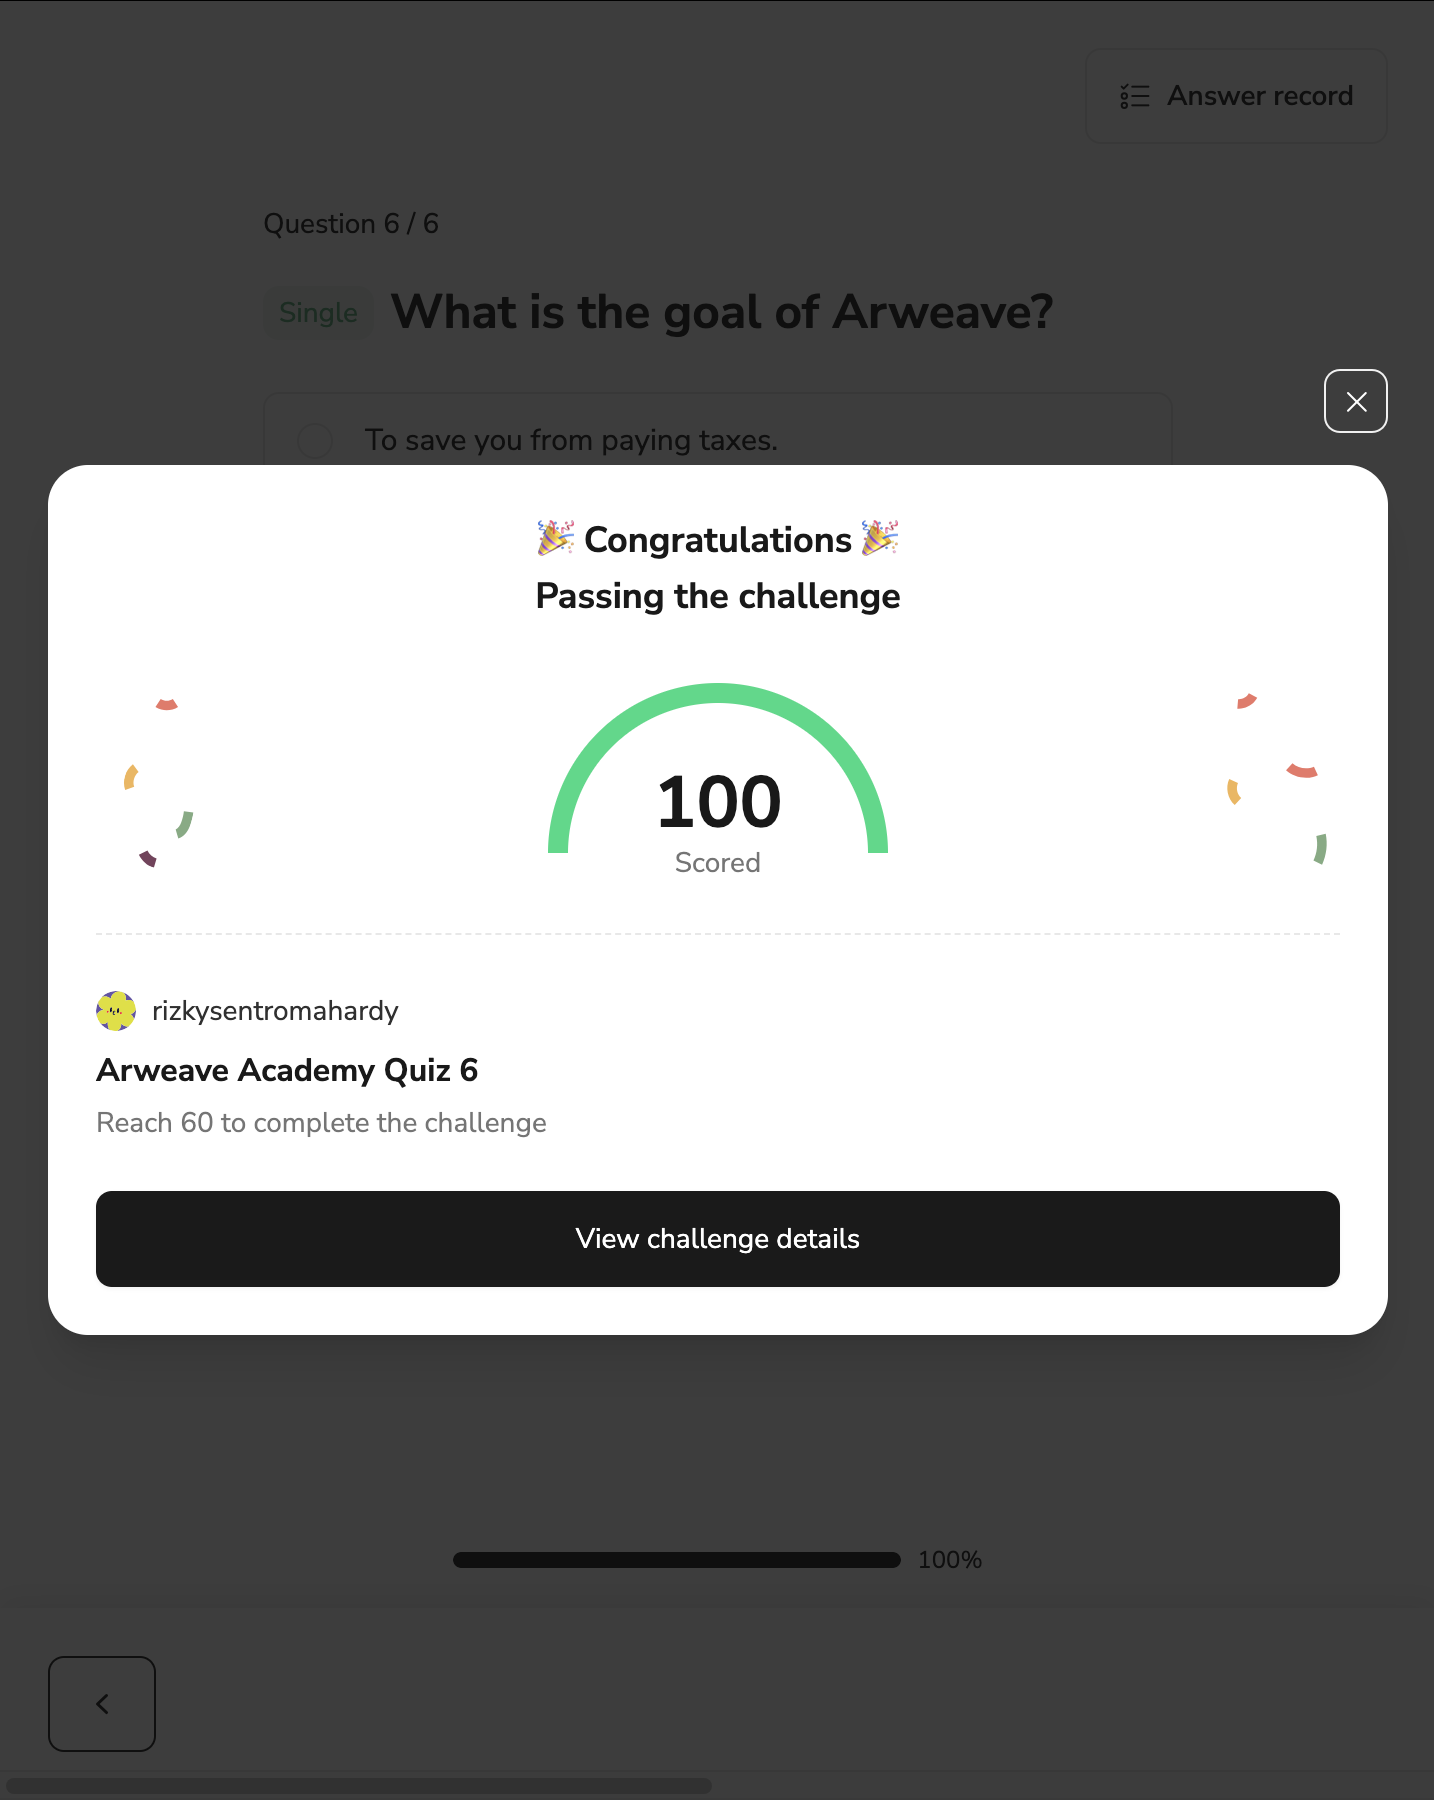 Answer record
Question 6 / 6
Single What is the goal of Arweave?
To save you from paying taxes.
🎉 Congratulations 🎉
Passing the challenge
100
Scored
rizkysentromahardy
Arweave Academy Quiz 6
Reach 60 to complete the challenge
View challenge details
100%